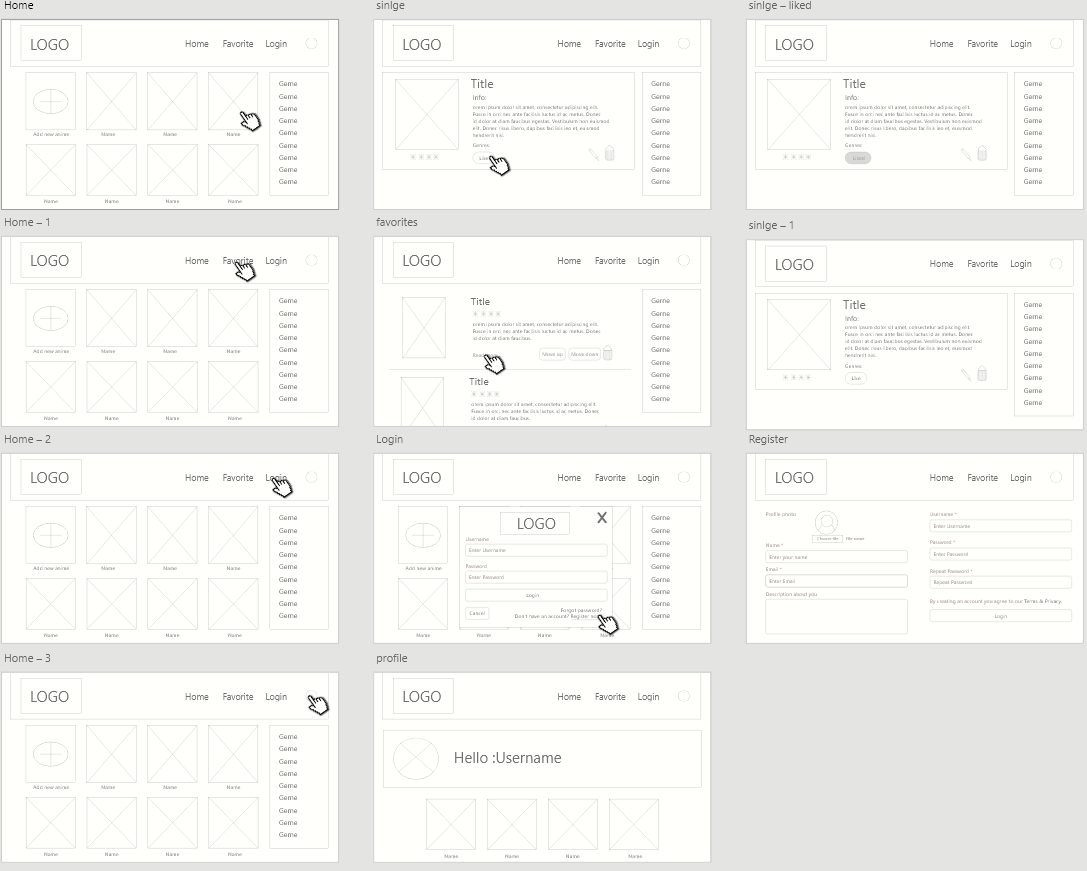 Home
LOGO
Home Favorite Login
Add new anime Name Name Name
Name Name Name Name
Geme
Geme
Geme
Geme
Geme
Geme
Geme
Geme
Geme
sinlge
LOGO
Home Favorite Login
Title
Info:
orem ipsum dolor sit amet, consectetur adipiscing elit.
Fusce in orci nec ante facilisis luctus id ac metus. Donec
id dolor at diam faucibus egestas. Vestibulum non euismod
elit. Donec risus libero, dapibus facilisis leo et, euismod
hendrerit nisi.
Genres:
Like
Geme
Geme
Geme
Geme
Geme
Geme
Geme
Geme
Geme
sinlge – liked
LOGO
Home Favorite Login
Title
Info:
orem ipsum dolor sit amet, consectetur adipiscing elit.
Fusce in orci nec ante facilisis luctus id ac metus. Donec
id dolor at diam faucibus egestas. Vestibulum non euismod
elit. Donec risus libero, dapibus facilisis leo et, euismod
hendrerit nisi.
Genres:
Liked
Geme
Geme
Geme
Geme
Geme
Geme
Geme
Geme
Geme
Home – 1
LOGO
Home Favorite Login
Add new anime Name Name Name
Name Name Name Name
Geme
Geme
Geme
Geme
Geme
Geme
Geme
Geme
Geme
favorites
LOGO
Home Favorite Login
Title
orem ipsum dolor sit amet, consectetur adipiscing elit.
Fusce in orci nec ante facilisis luctus id ac metus. Donec
id dolor at diam faucibus.
Move up Move down
Title
orem ipsum dolor sit amet, consectetur adipiscing elit.
Fusce in orci nec ante facilisis luctus id ac metus. Donec
id dolor at diam faucibus.
Geme
Geme
Geme
Geme
Geme
Geme
Geme
Geme
Geme
sinlge – 1
LOGO
Home Favorite Login
Title
Info:
orem ipsum dolor sit amet, consectetur adipiscing elit.
Fusce in orci nec ante facilisis luctus id ac metus. Donec
id dolor at diam faucibus egestas. Vestibulum non euismod
elit. Donec risus libero, dapibus facilisis leo et, euismod
hendrerit nisi.
Genres:
Like
Geme
Geme
Geme
Geme
Geme
Geme
Geme
Geme
Geme
Home – 2
LOGO
Home Favorite Login
Add new anime Name Name Name
Name Name Name Name
Geme
Geme
Geme
Geme
Geme
Geme
Geme
Geme
Geme
Login
LOGO
Home Favorite Login
Add new anime
Name Name Name Name
LOGO
X
Username
Enter Username
Password
Enter Password
Login
Cancel
Forgot password?
Don't have an account? Register
Geme
Geme
Geme
Geme
Geme
Geme
Geme
Geme
Geme
Register
LOGO
Home Favorite Login
Profile photo
Choose file File name
Name *
Enter your name
Email *
Enter Email
Description about you
Username *
Enter Username
Password *
Enter Password
Repeat Password *
Repeat Password
By creating an account you agree to our Terms & Privacy.
Login
Home – 3
LOGO
Home Favorite Login
Add new anime Name Name Name
Name Name Name Name
Geme
Geme
Geme
Geme
Geme
Geme
Geme
Geme
Geme
profile
LOGO
Home Favorite Login
Hello :Username
Name Name Name Name